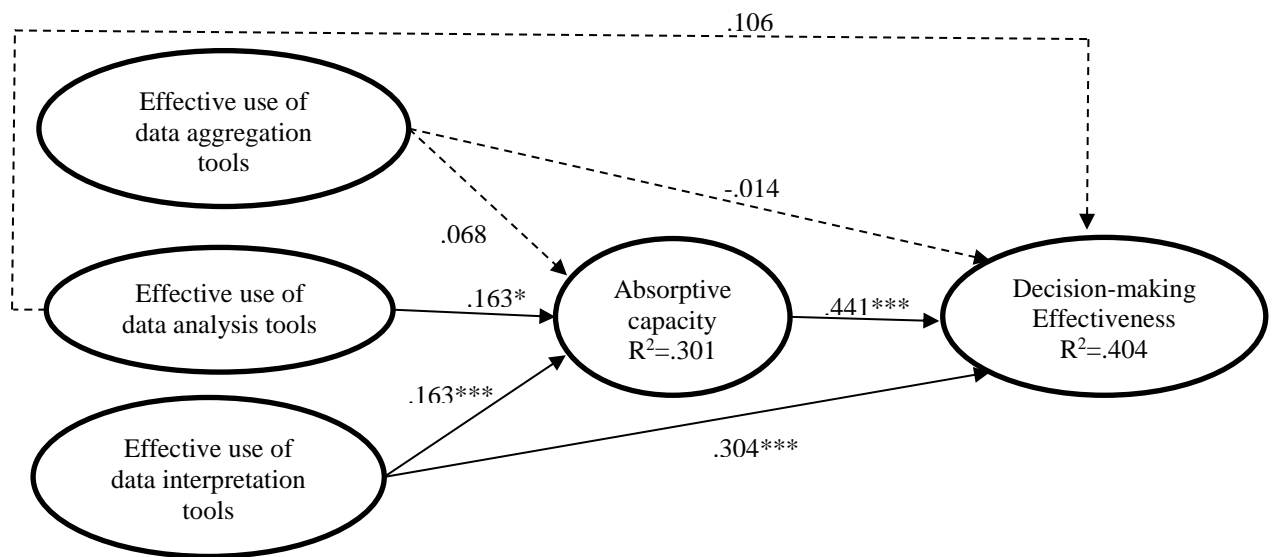 .106
Effective use of
data aggregation
tools
-.014
.068
Effective use of
data analysis tools
.163*
Absorptive
capacity
R²=.301
.441***
Decision-making
Effectiveness
R²=.404
.163***
.304***
Effective use of
data interpretation
tools